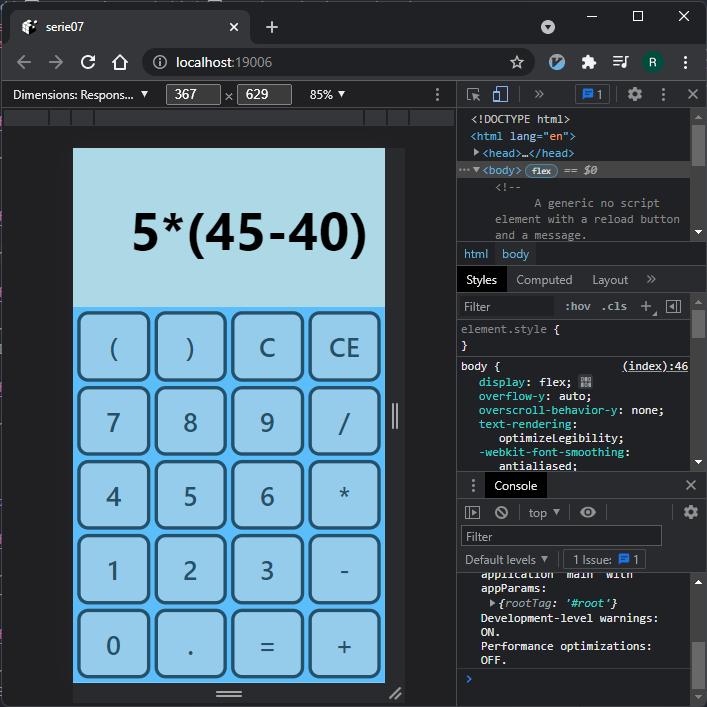 serie07
localhost:19006
R
Dimensions: Respons... 367 × 629 85%
1
5*(45-40)
( ) C CE
7 8 9 /
4 5 6 *
1 2 3 -
0 . = +
<!DOCTYPE html>
<html lang="en">
<head>…</head>
<body> flex == $0
<!--
A generic no script
element with a reload button
and a message.
html body
Styles Computed Layout
Filter :hov .cls
element.style {
}
body { (index):46
display: flex;
overflow-y: auto;
overscroll-behavior-y: none;
text-rendering:
optimizeLegibility;
-webkit-font-smoothing:
antialiased;
Console
top
Filter
Default levels 1 Issue: 1
application "main" with
appParams:
{rootTag: '#root'}
Development-level warnings:
ON.
Performance optimizations:
OFF.